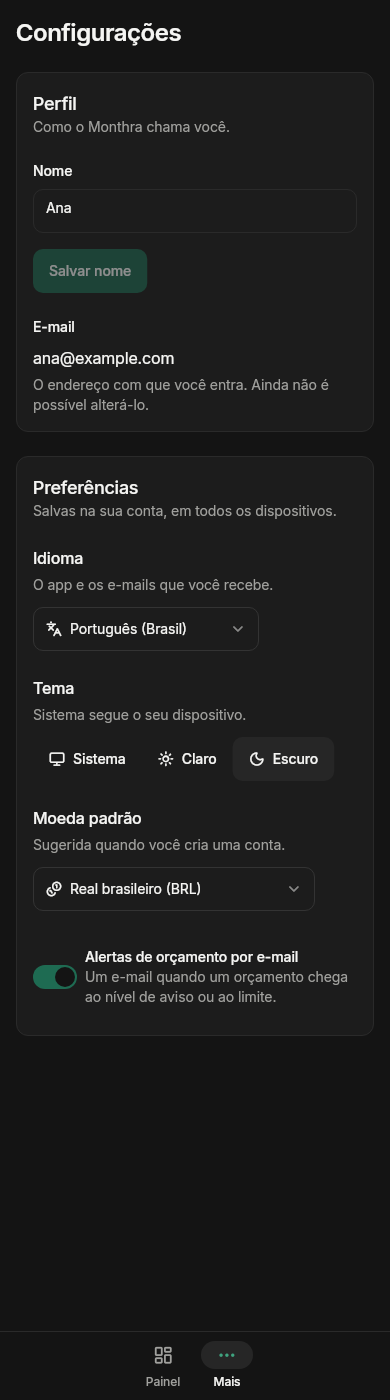 Configurações
Perfil
Como o Monthra chama você.
Nome
Ana
Salvar nome
E-mail
ana@example.com
O endereço com que você entra. Ainda não é
possível alterá-lo.
Preferências
Salvas na sua conta, em todos os dispositivos.
Idioma
O app e os e-mails que você recebe.
Português (Brasil)
Tema
Sistema segue o seu dispositivo.
Sistema Claro Escuro
Moeda padrão
Sugerida quando você cria uma conta.
Real brasileiro (BRL)
Alertas de orçamento por e-mail
Um e-mail quando um orçamento chega
ao nível de aviso ou ao limite.
Painel Mais